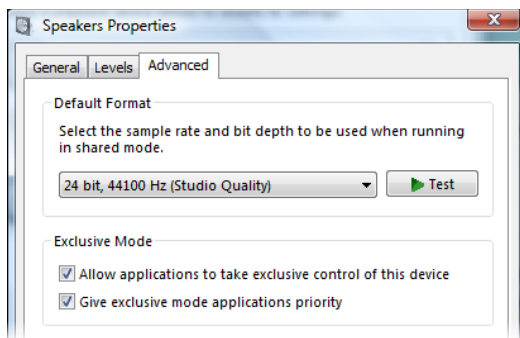 Speakers Properties
General Levels Advanced
Default Format
Select the sample rate and bit depth to be used when running
in shared mode.
24 bit, 44100 Hz (Studio Quality) Test
Exclusive Mode
Allow applications to take exclusive control of this device
Give exclusive mode applications priority